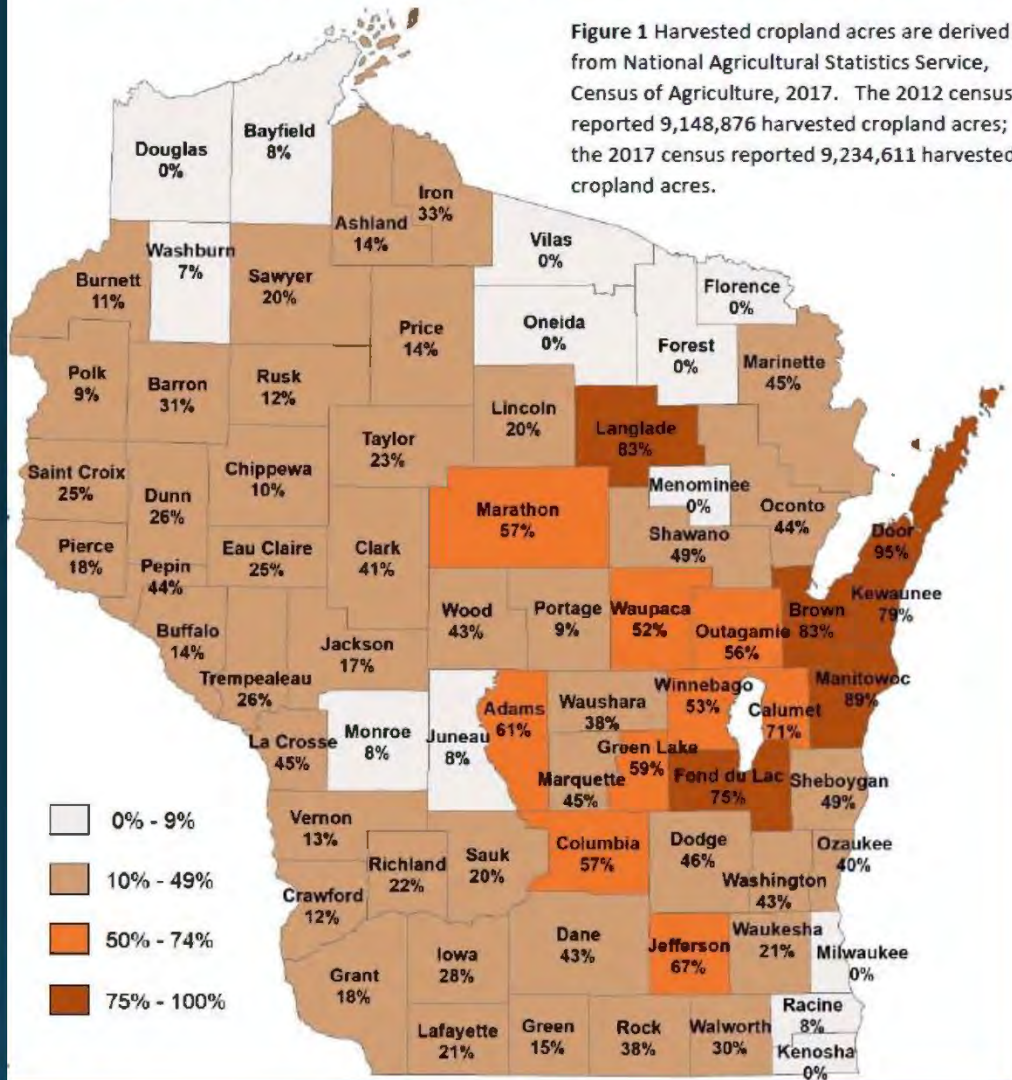 Figure 1 Harvested cropland acres are derived
from National Agricultural Statistics Service,
Census of Agriculture, 2017. The 2012 census
reported 9,148,876 harvested cropland acres;
the 2017 census reported 9,234,611 harvested
cropland acres.
Douglas
0%
Bayfield
8%
Ashland
14%
Iron
33%
Vilas
0%
Florence
0%
Burnett
11%
Washburn
7%
Sawyer
20%
Price
14%
Oneida
0%
Forest
0%
Marinette
45%
Polk
9%
Barron
31%
Rusk
12%
Lincoln
20%
Langlade
83%
Taylor
23%
Saint Croix
25%
Dunn
26%
Chippewa
10%
Marathon
57%
Menominee
0%
Oconto
44%
Shawano
49%
Door
95%
Pierce
18%
Pepin
44%
Eau Claire
25%
Clark
41%
Wood
43%
Portage
9%
Waupaca
52%
Outagamie
56%
Brown
83%
Kewaunee
79%
Buffalo
14%
Trempealeau
26%
Jackson
17%
Adams
61%
Waushara
38%
Winnebago
53%
Calumet
71%
Manitowoc
89%
La Crosse
45%
Monroe
8%
Juneau
8%
Marquette
45%
Green Lake
59%
Fond du Lac
75%
Sheboygan
49%
Vernon
13%
Richland
22%
Sauk
20%
Columbia
57%
Dodge
46%
Ozaukee
40%
Washington
43%
Crawford
12%
Grant
18%
Iowa
28%
Dane
43%
Jefferson
67%
Waukesha
21%
Milwaukee
0%
Lafayette
21%
Green
15%
Rock
38%
Walworth
30%
Racine
8%
Kenosha
0%
0% - 9%
10% - 49%
50% - 74%
75% - 100%